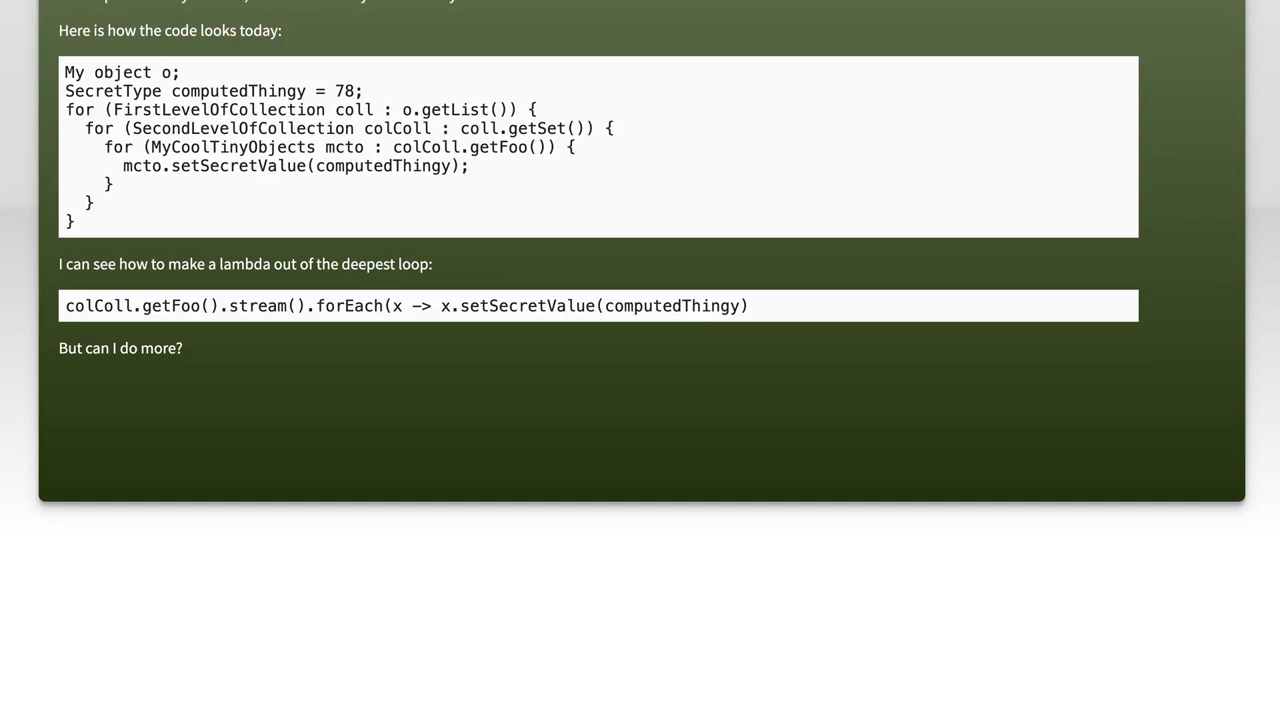 Here is how the code looks today:
My object o;
SecretType computedThingy = 78;
for (FirstLevelOfCollection coll : o.getList()) {
  for (SecondLevelOfCollection colColl : coll.getSet()) {
    for (MyCoolTinyObjects mcto : colColl.getFoo()) {
      mcto.setSecretValue(computedThingy);
    }
  }
}
I can see how to make a lambda out of the deepest loop:
colColl.getFoo().stream().forEach(x -> x.setSecretValue(computedThingy)
But can I do more?